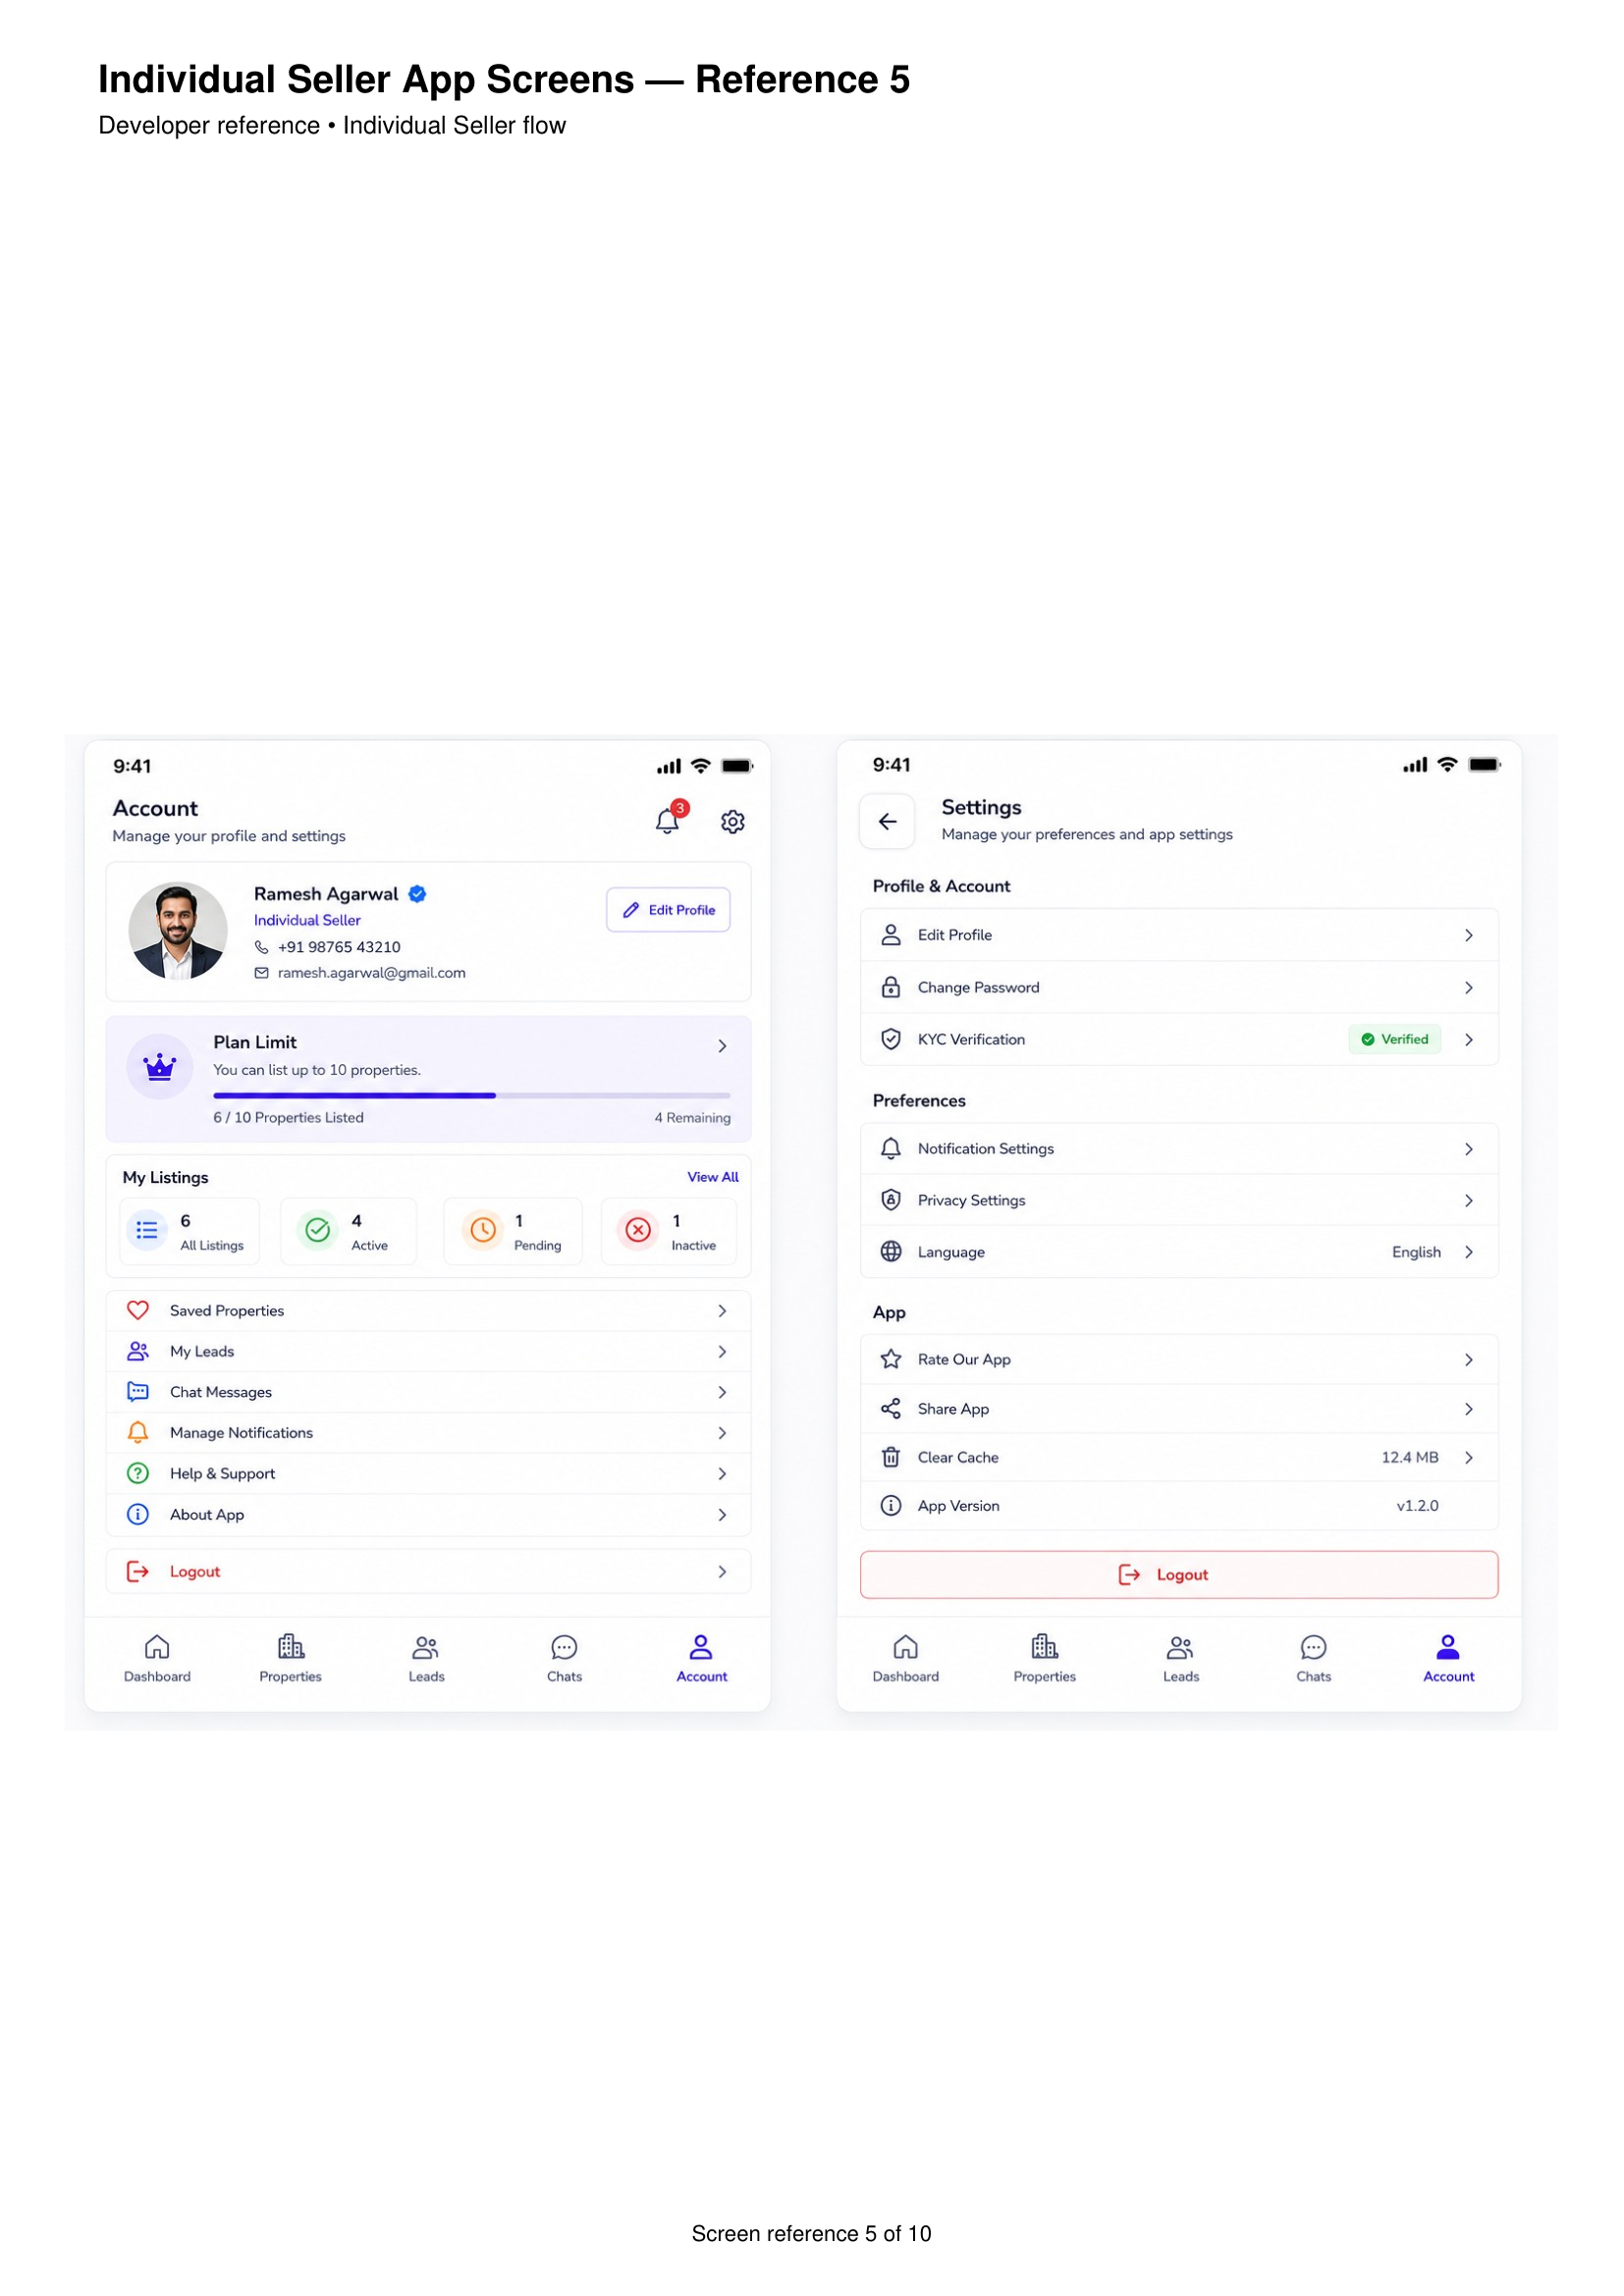 Individual Seller App Screens — Reference 5
Developer reference • Individual Seller flow
9:41
Account
Manage your profile and settings
3
Ramesh Agarwal
Individual Seller
+91 98765 43210
ramesh.agarwal@gmail.com
Edit Profile
Plan Limit
You can list up to 10 properties.
6 / 10 Properties Listed
4 Remaining
My Listings
View All
6
All Listings
4
Active
1
Pending
1
Inactive
Saved Properties
My Leads
Chat Messages
Manage Notifications
Help & Support
About App
Logout
Dashboard
Properties
Leads
Chats
Account
9:41
Settings
Manage your preferences and app settings
Profile & Account
Edit Profile
Change Password
KYC Verification
Verified
Preferences
Notification Settings
Privacy Settings
Language
English
App
Rate Our App
Share App
Clear Cache
12.4 MB
App Version
v1.2.0
Logout
Dashboard
Properties
Leads
Chats
Account
Screen reference 5 of 10